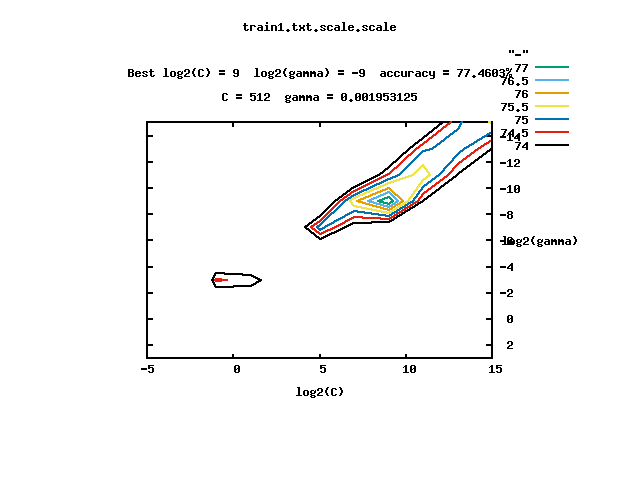 train1.txt.scale.scale
"-"
Best log2(C) = 9 log2(gamma) = -9 accuracy = 77.4603%
77
76.5
76
C = 512 gamma = 0.001953125
75.5
75
74.5
-14
74
-12
-10
-8
-6
log2(gamma)
-4
-2
0
2
-5 0 5 10 15
log2(C)